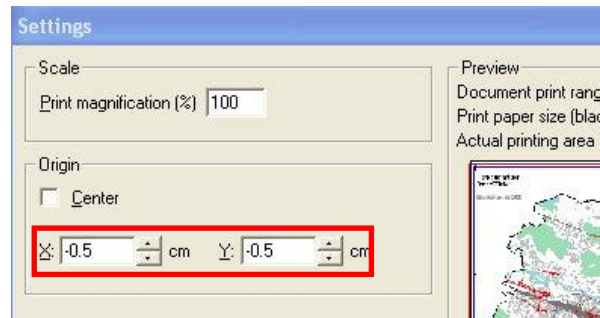 Settings
Scale
Print magnification (%) 100
Origin
Center
X: -0.5 cm Y: -0.5 cm
Preview
Document print rang
Print paper size (blac
Actual printing area